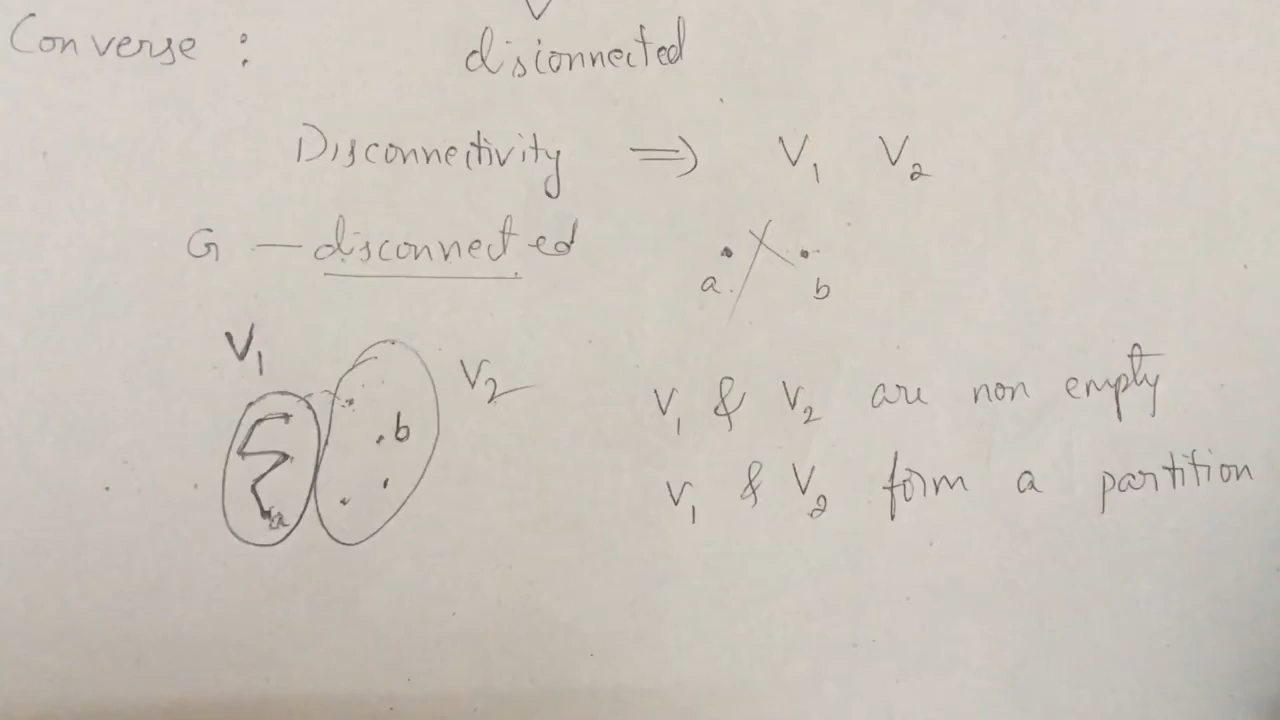 Converse :
disconnected
Disconnectivity ⇒ V₁ V₂
G — disconnected
a b
V₁
V₂
b
a
V₁ & V₂ are non empty
V₁ & V₂ form a partition